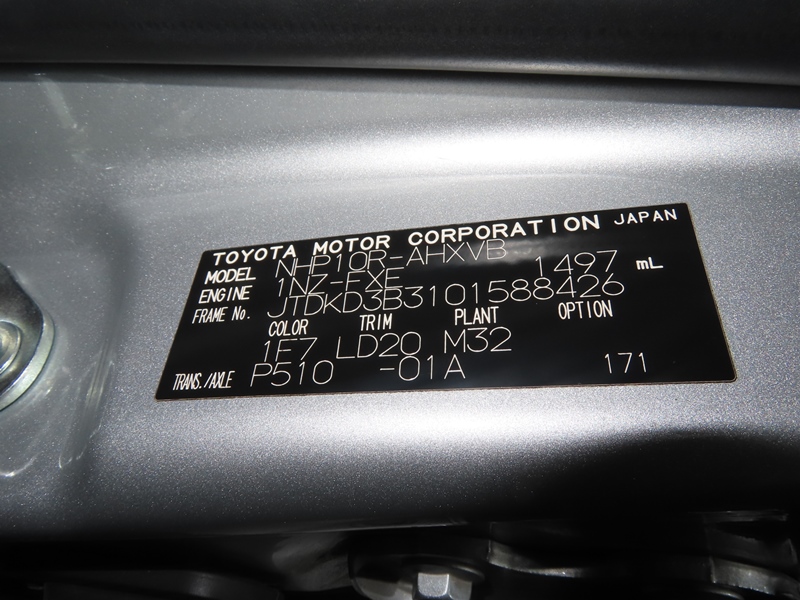 TOYOTA MOTOR CORPORATION JAPAN
MODEL NHP10R-AHXVB
ENGINE 1NZ-FXE 1497 mL
FRAME No. JTDKD3B3101588426
COLOR TRIM PLANT OPTION
1E7 LD20 M32
TRANS./AXLE P510 -01A 171